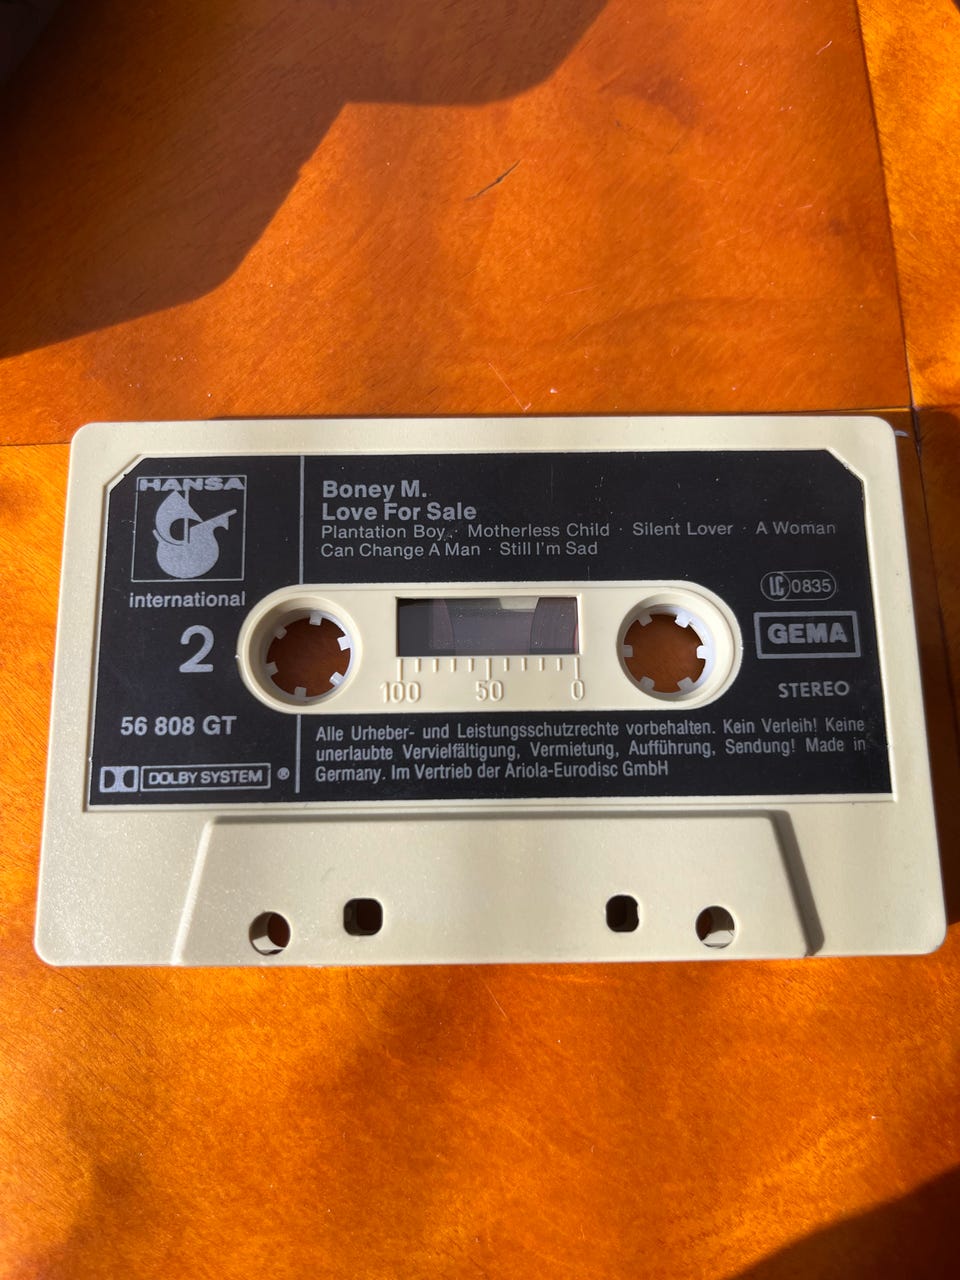 HANSA
international
2
56 808 GT
DOLBY SYSTEM ®
Boney M.
Love For Sale
Plantation Boy · Motherless Child · Silent Lover · A Woman
Can Change A Man · Still I'm Sad
LC 0835
GEMA
STEREO
100 50 0
Alle Urheber- und Leistungsschutzrechte vorbehalten. Kein Verleih! Keine
unerlaubte Vervielfältigung, Vermietung, Aufführung, Sendung! Made in
Germany. Im Vertrieb der Ariola-Eurodisc GmbH